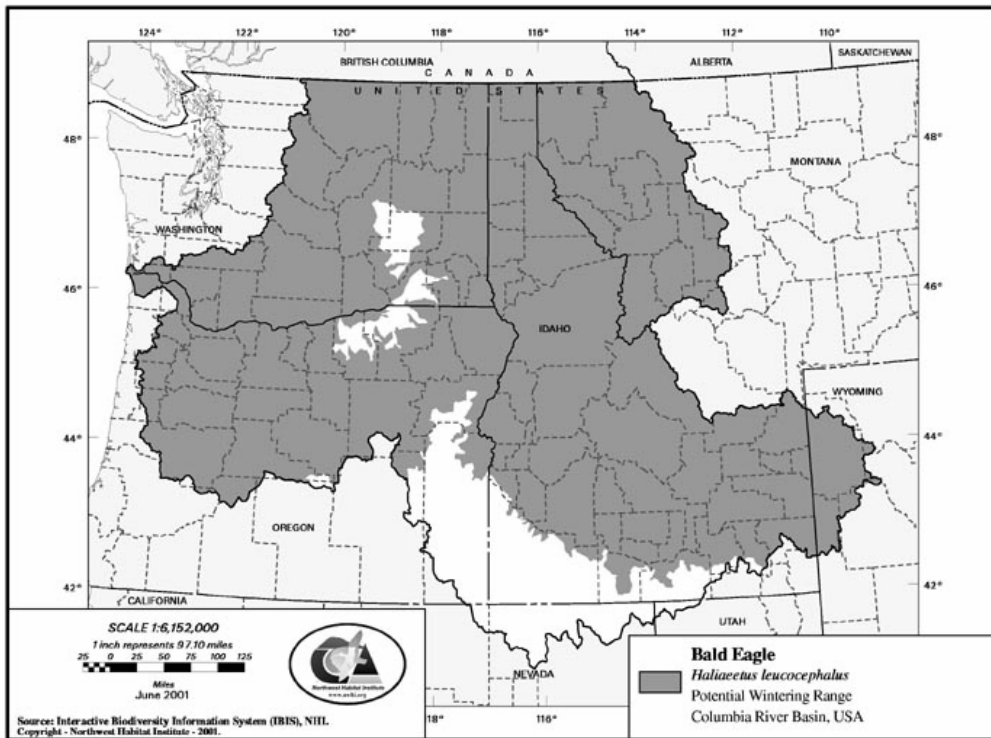 124° 122° 120° 118° 116° 114° 112° 110°
BRITISH COLUMBIA
ALBERTA
SASKATCHEWAN
C A N A D A
U N I T E D S T A T E S
48°
48°
MONTANA
WASHINGTON
46°
46°
IDAHO
WYOMING
44°
44°
OREGON
42°
42°
CALIFORNIA
UTAH
NEVADA
118° 116°
SCALE 1:6,152,000
1 inch represents 97.10 miles
25 0 25 50 75 100 125
Miles
June 2001
Northwest Habitat Institute
www.nwhi.org
Source: Interactive Biodiversity Information System (IBIS), NHI.
Copyright - Northwest Habitat Institute - 2001.
Bald Eagle
Haliaeetus leucocephalus
Potential Wintering Range
Columbia River Basin, USA